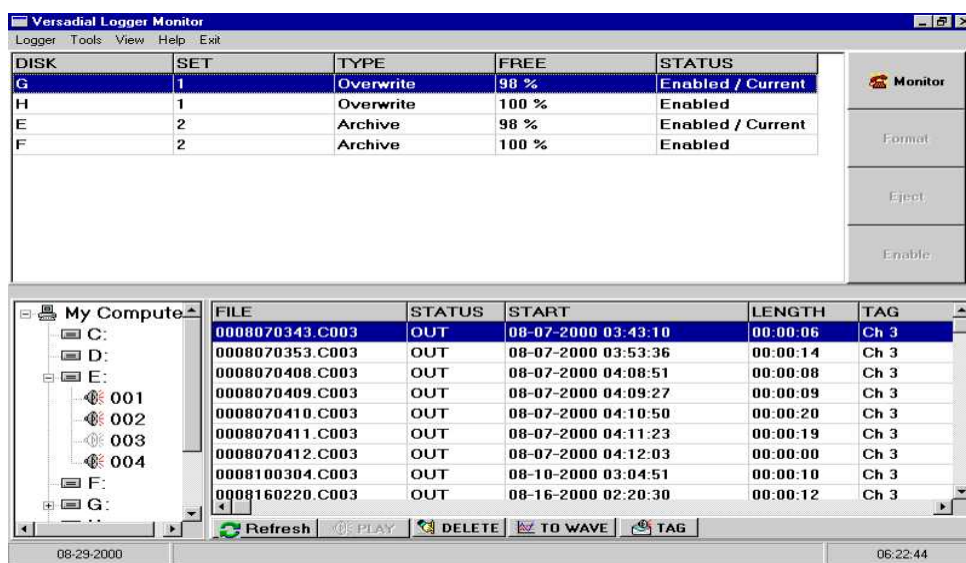 Versadial Logger Monitor
Logger Tools View Help Exit
DISK SET TYPE FREE STATUS
G 1 Overwrite 98 % Enabled / Current
H 1 Overwrite 100 % Enabled
E 2 Archive 98 % Enabled / Current
F 2 Archive 100 % Enabled
Monitor
Format
Eject
Enable
My Compute
C:
D:
E:
001
002
003
004
F:
G:
FILE STATUS START LENGTH TAG
0008070343.C003 OUT 08-07-2000 03:43:10 00:00:06 Ch 3
0008070353.C003 OUT 08-07-2000 03:53:36 00:00:14 Ch 3
0008070408.C003 OUT 08-07-2000 04:08:51 00:00:08 Ch 3
0008070409.C003 OUT 08-07-2000 04:09:27 00:00:09 Ch 3
0008070410.C003 OUT 08-07-2000 04:10:50 00:00:20 Ch 3
0008070411.C003 OUT 08-07-2000 04:11:23 00:00:19 Ch 3
0008070412.C003 OUT 08-07-2000 04:12:03 00:00:00 Ch 3
0008100304.C003 OUT 08-10-2000 03:04:51 00:00:10 Ch 3
0008160220.C003 OUT 08-16-2000 02:20:30 00:00:12 Ch 3
Refresh PLAY DELETE TO WAVE TAG
08-29-2000 06:22:44